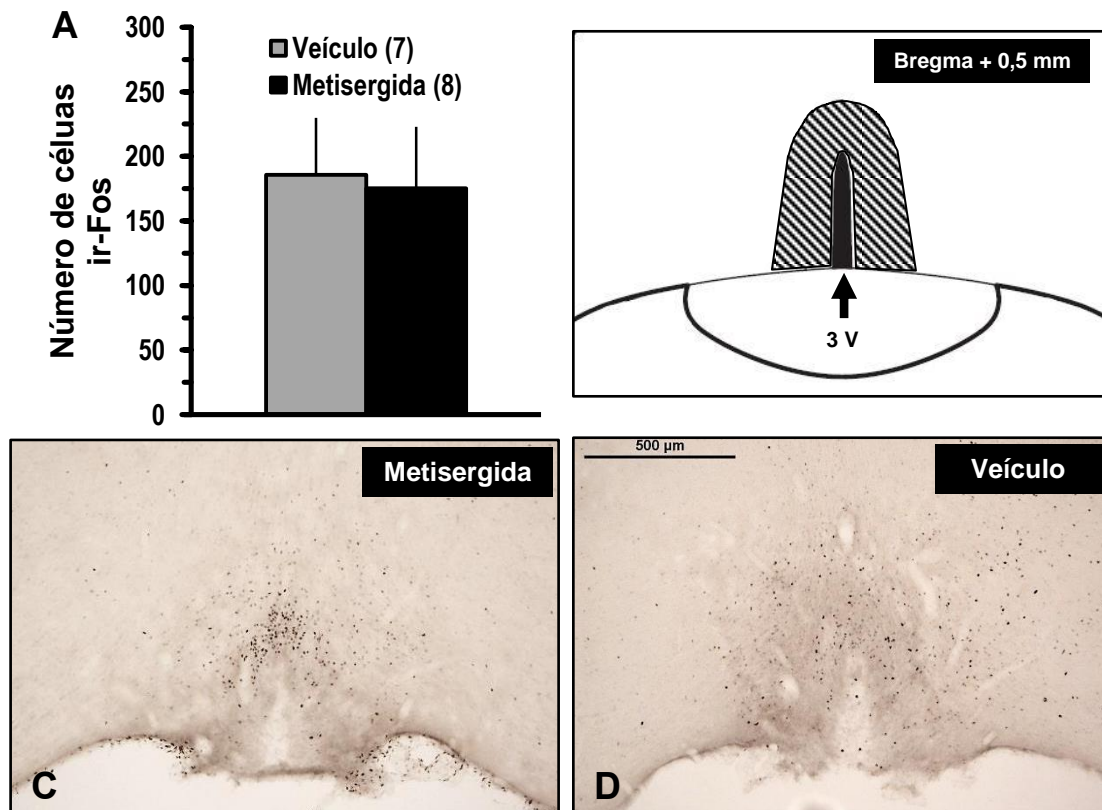 A
Veículo (7)
Metisergida (8)
Número de céluas
ir-Fos
300
250
200
150
100
50
0
Bregma + 0,5 mm
3 V
Metisergida
C
500 µm
Veículo
D